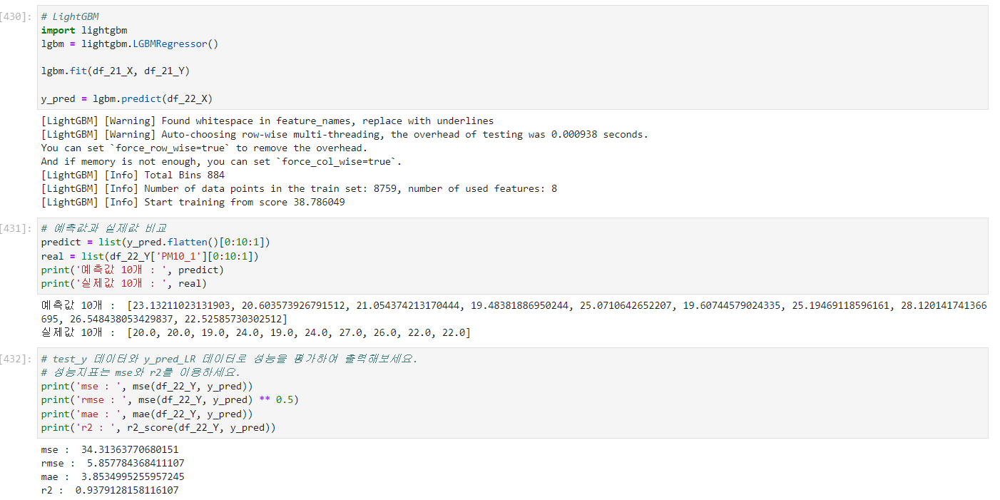 [430]: # LightGBM
import lightgbm
lgbm = lightgbm.LGBMRegressor()
lgbm.fit(df_21_X, df_21_Y)
y_pred = lgbm.predict(df_22_X)
[LightGBM] [Warning] Found whitespace in feature_names, replace with underlines
[LightGBM] [Warning] Auto-choosing row-wise multi-threading, the overhead of testing was 0.000938 seconds.
You can set `force_row_wise=true` to remove the overhead.
And if memory is not enough, you can set `force_col_wise=true`.
[LightGBM] [Info] Total Bins 884
[LightGBM] [Info] Number of data points in the train set: 8759, number of used features: 8
[LightGBM] [Info] Start training from score 38.786049
[431]: # 예측값과 실제값 비교
predict = list(y_pred.flatten()[0:10:1])
real = list(df_22_Y['PM10_1'][0:10:1])
print('예측값 10개 : ', predict)
print('실제값 10개 : ', real)
예측값 10개 :  [23.13211023131903, 20.603573926791512, 21.054374213170444, 19.48381886950244, 25.0710642652207, 19.60744579024335, 25.19469118596161, 28.120141741366
695, 26.548438053429837, 22.52585730302512]
실제값 10개 :  [20.0, 20.0, 19.0, 24.0, 19.0, 24.0, 27.0, 26.0, 22.0, 22.0]
[432]: # test_y 데이터와 y_pred_LR 데이터로 성능을 평가하여 출력해보세요.
# 성능지표는 mse와 r2를 이용하세요.
print('mse : ', mse(df_22_Y, y_pred))
print('rmse : ', mse(df_22_Y, y_pred) ** 0.5)
print('mae : ', mae(df_22_Y, y_pred))
print('r2 : ', r2_score(df_22_Y, y_pred))
mse :  34.31363770680151
rmse :  5.857784368411107
mae :  3.8534995255957245
r2 :  0.9379128158116107